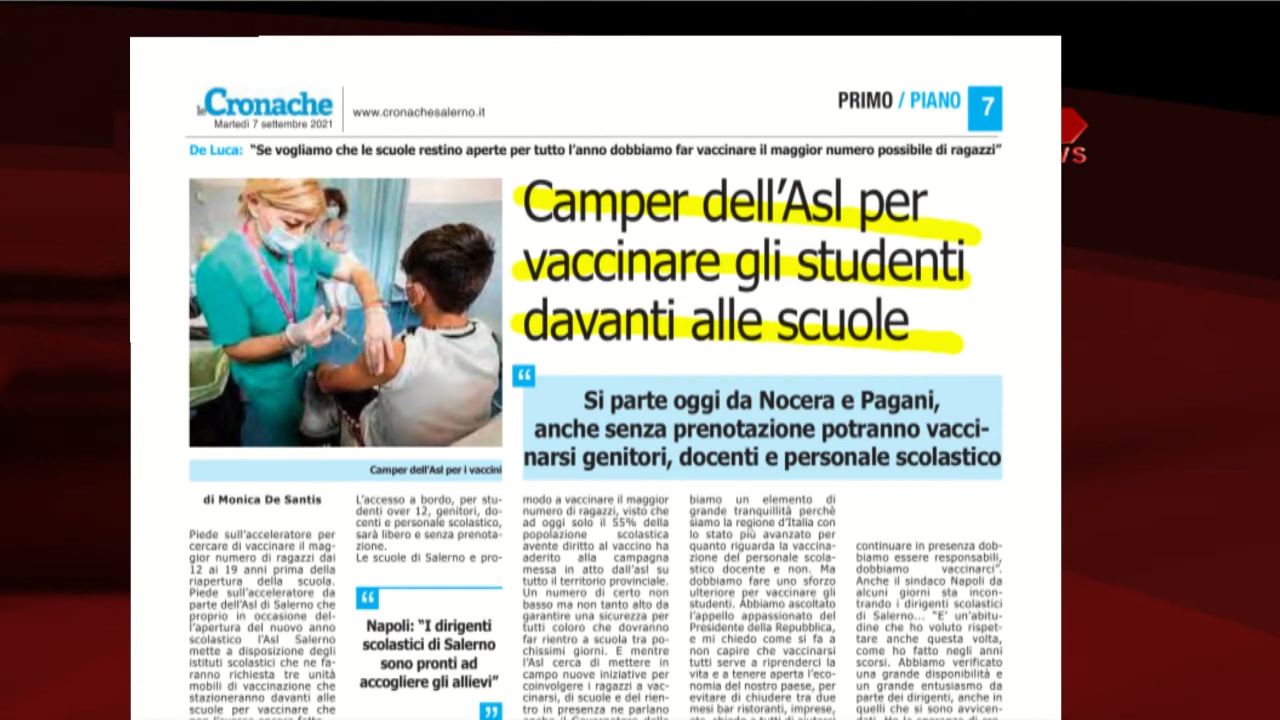 le Cronache
Martedì 7 settembre 2021
www.cronachesalerno.it
PRIMO / PIANO 7
De Luca: "Se vogliamo che le scuole restino aperte per tutto l'anno dobbiamo far vaccinare il maggior numero possibile di ragazzi"
Camper dell'Asl per
vaccinare gli studenti
davanti alle scuole
“
Si parte oggi da Nocera e Pagani,
anche senza prenotazione potranno vacci-
narsi genitori, docenti e personale scolastico
Camper dell'Asl per i vaccini
di Monica De Santis
Piede sull'acceleratore per
cercare di vaccinare il mag-
gior numero di ragazzi dai
12 ai 19 anni prima della
riapertura della scuola.
Piede sull'acceleratore da
parte dell'Asl di Salerno che
proprio in occasione del-
l'apertura del nuovo anno
scolastico l'Asl Salerno
mette a disposizione degli
istituti scolastici che ne fa-
ranno richiesta tre unità
mobili di vaccinazione che
stazioneranno davanti alle
scuole per vaccinare che
L'accesso a bordo, per stu-
denti over 12, genitori, do-
centi e personale scolastico,
sarà libero e senza prenota-
zione.
Le scuole di Salerno e pro-
“
Napoli: "I dirigenti
scolastici di Salerno
sono pronti ad
accogliere gli allievi"
”
modo a vaccinare il maggior
numero di ragazzi, visto che
ad oggi solo il 55% della
popolazione scolastica
avente diritto al vaccino ha
aderito alla campagna
messa in atto dall'asl su
tutto il territorio provinciale.
Un numero di certo non
basso ma non tanto alto da
garantire una sicurezza per
tutti coloro che dovranno
far rientro a scuola tra po-
chissimi giorni. E mentre
l'Asl cerca di mettere in
campo nuove iniziative per
coinvolgere i ragazzi a vac-
cinarsi, di scuole e del rien-
tro in presenza ne parlano
anche il Governatore della
biamo un elemento di
grande tranquillità perchè
siamo la regione d'Italia con
lo stato più avanzato per
quanto riguarda la vaccina-
zione del personale scola-
stico docente e non. Ma
dobbiamo fare uno sforzo
ulteriore per vaccinare gli
studenti. Abbiamo ascoltato
l'appello appassionato del
Presidente della Repubblica,
e mi chiedo come si fa a
non capire che vaccinarsi
tutti serve a riprenderci la
vita e a tenere aperta l'eco-
nomia del nostro paese, per
evitare di chiudere tra due
mesi bar ristoranti, imprese,
continuare in presenza dob-
biamo essere responsabili,
dobbiamo vaccinarci".
Anche il sindaco Napoli da
alcuni giorni sta incon-
trando i dirigenti scolastici
di Salerno... "E' un'abitu-
dine che ho voluto rispet-
tare anche questa volta,
come ho fatto negli anni
scorsi. Abbiamo verificato
una grande disponibilità e
un grande entusiasmo da
parte dei dirigenti, anche in
quelli che si sono avvicen-